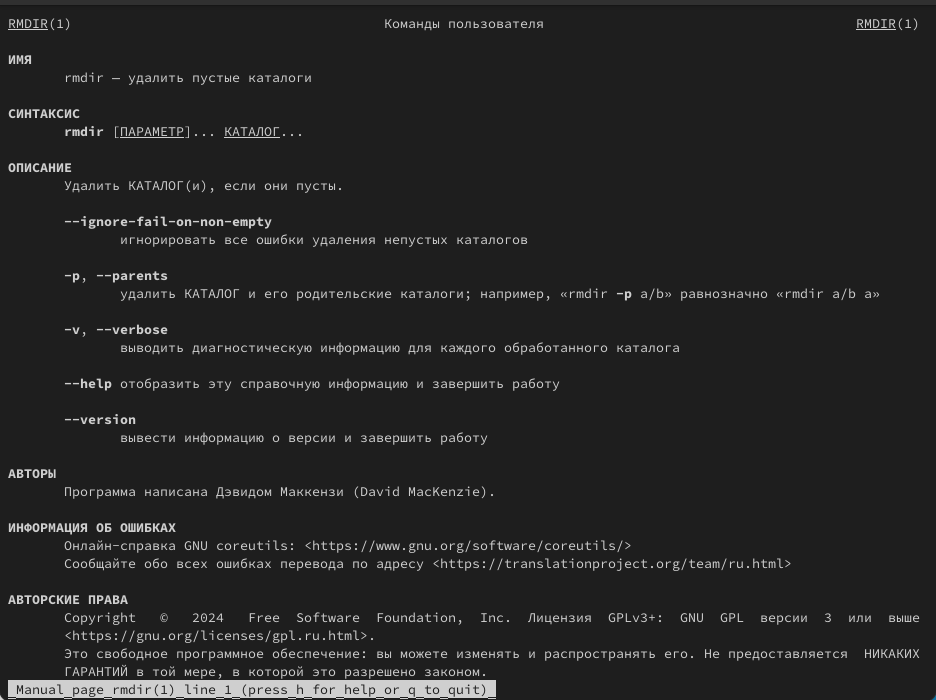 RMDIR(1) Команды пользователя RMDIR(1)
ИМЯ
rmdir — удалить пустые каталоги
СИНТАКСИС
rmdir [ПАРАМЕТР]... КАТАЛОГ...
ОПИСАНИЕ
Удалить КАТАЛОГ(и), если они пусты.
--ignore-fail-on-non-empty
игнорировать все ошибки удаления непустых каталогов
-p, --parents
удалить КАТАЛОГ и его родительские каталоги; например, «rmdir -p a/b» равнозначно «rmdir a/b a»
-v, --verbose
выводить диагностическую информацию для каждого обработанного каталога
--help отобразить эту справочную информацию и завершить работу
--version
вывести информацию о версии и завершить работу
АВТОРЫ
Программа написана Дэвидом Маккензи (David MacKenzie).
ИНФОРМАЦИЯ ОБ ОШИБКАХ
Онлайн-справка GNU coreutils: <https://www.gnu.org/software/coreutils/>
Сообщайте обо всех ошибках перевода по адресу <https://translationproject.org/team/ru.html>
АВТОРСКИЕ ПРАВА
Copyright © 2024 Free Software Foundation, Inc. Лицензия GPLv3+: GNU GPL версии 3 или выше
<https://gnu.org/licenses/gpl.ru.html>.
Это свободное программное обеспечение: вы можете изменять и распространять его. Не предоставляется НИКАКИХ
ГАРАНТИЙ в той мере, в которой это разрешено законом.
Manual page rmdir(1) line 1 (press h for help or q to quit)